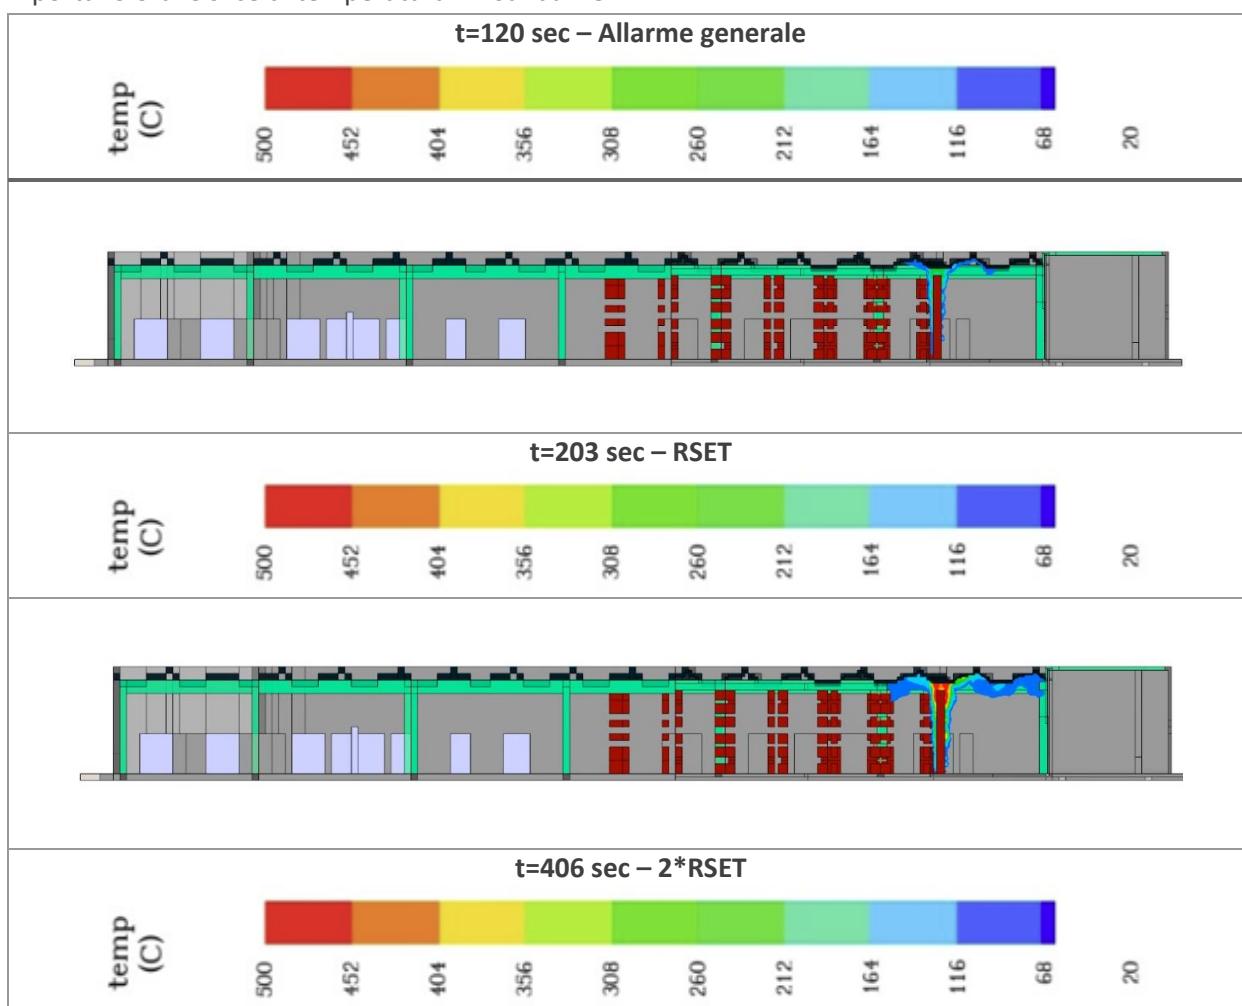 t=120 sec – Allarme generale
temp
(C)
500 452 404 356 308 260 212 164 116 68 20
t=203 sec – RSET
temp
(C)
500 452 404 356 308 260 212 164 116 68 20
t=406 sec – 2*RSET
temp
(C)
500 452 404 356 308 260 212 164 116 68 20